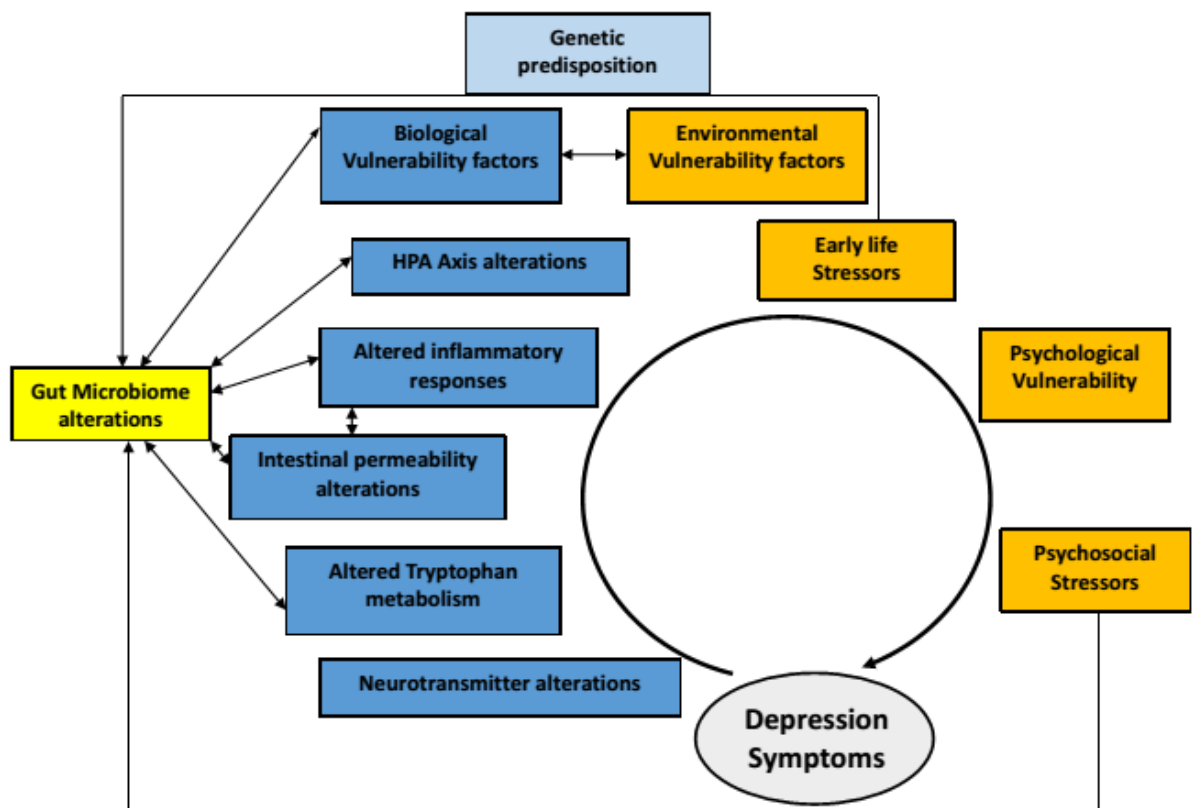 Genetic
predisposition
Biological
Vulnerability factors
Environmental
Vulnerability factors
Early life
Stressors
HPA Axis alterations
Altered inflammatory
responses
Psychological
Vulnerability
Gut Microbiome
alterations
Intestinal permeability
alterations
Psychosocial
Stressors
Altered Tryptophan
metabolism
Neurotransmitter alterations
Depression
Symptoms